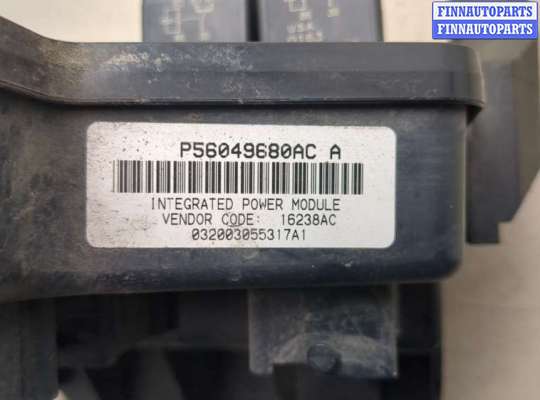 FINNAUTOPARTS
FINNAUTOPARTS
P56049680AC A
INTEGRATED POWER MODULE
VENDOR CODE: 16238AC
032003055317A1